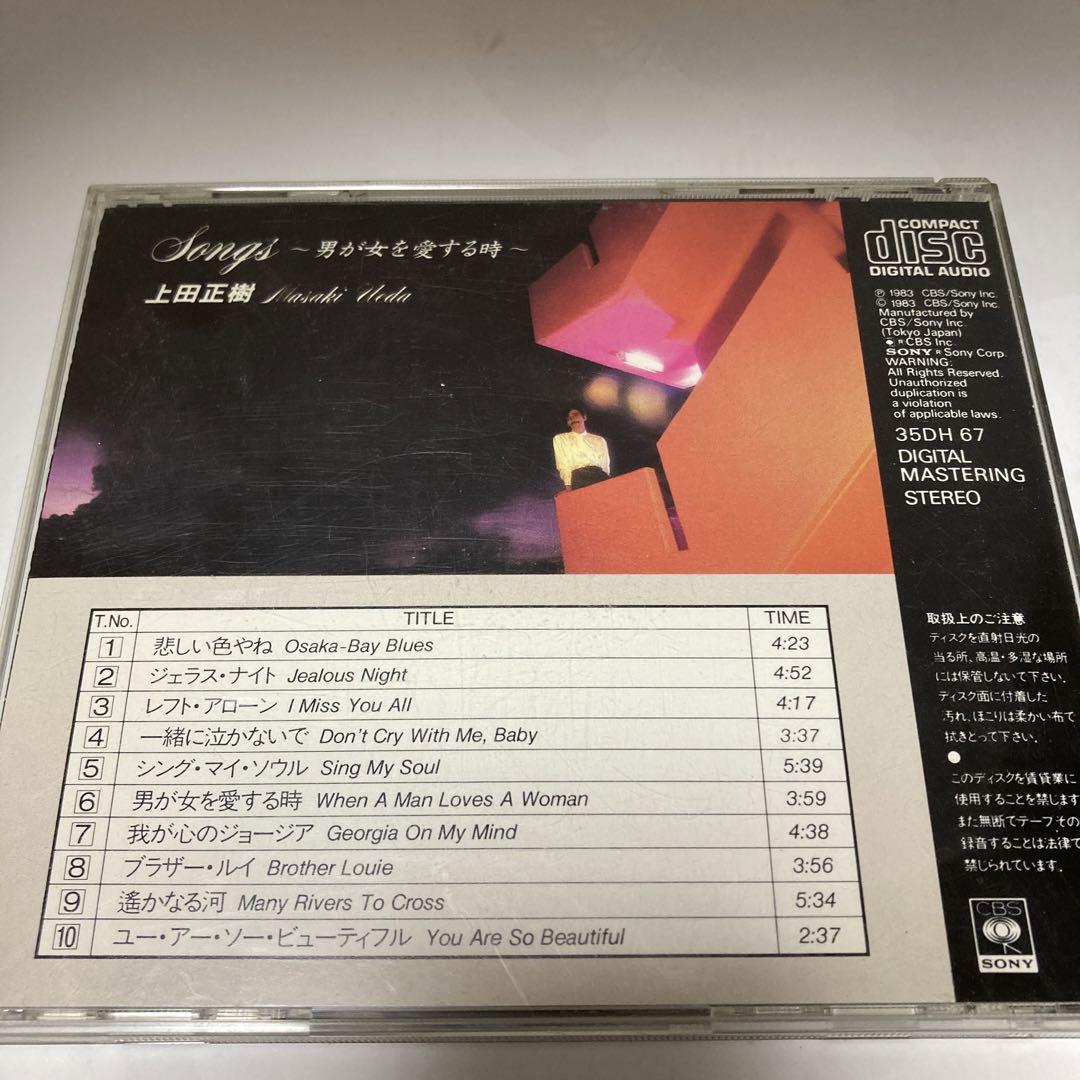 Songs ～男が女を愛する時～
上田正樹 Masaki Ueda
COMPACT
disc
DIGITAL AUDIO
Ⓟ 1983 CBS/Sony Inc.
© 1983 CBS/Sony Inc.
Manufactured by
CBS/Sony Inc.
(Tokyo Japan)
® CBS Inc.
SONY ® Sony Corp.
WARNING:
All Rights Reserved.
Unauthorized
duplication is
a violation
of applicable laws.
35DH 67
DIGITAL
MASTERING
STEREO
T.No. TITLE TIME
1 悲しい色やね Osaka-Bay Blues 4:23
2 ジェラス・ナイト Jealous Night 4:52
3 レフト・アローン I Miss You All 4:17
4 一緒に泣かないで Don't Cry With Me, Baby 3:37
5 シング・マイ・ソウル Sing My Soul 5:39
6 男が女を愛する時 When A Man Loves A Woman 3:59
7 我が心のジョージア Georgia On My Mind 4:38
8 ブラザー・ルイ Brother Louie 3:56
9 遙かなる河 Many Rivers To Cross 5:34
10 ユー・アー・ソー・ビューティフル You Are So Beautiful 2:37
取扱上のご注意
ディスクを直射日光の
当る所、高温・多湿な場所
には保管しないで下さい。
ディスク面に付着した
汚れ、ほこりは柔かい布で
拭きとって下さい。
このディスクを賃貸業に
使用することを禁じます
また無断でテープその
録音することは法律で
禁じられています。
CBS
SONY